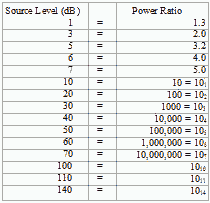 Source Level (dB) Power Ratio
1 = 1.3
3 = 2.0
5 = 3.2
6 = 4.0
7 = 5.0
10 = 10 = 10₁
20 = 100 = 10₂
30 = 1000 = 10₃
40 = 10,000 = 10₄
50 = 100,000 = 10₅
60 = 1,000,000 = 10₆
70 = 10,000,000 = 10₇
100 = 10₁₀
110 = 10₁₁
140 = 10₁₄